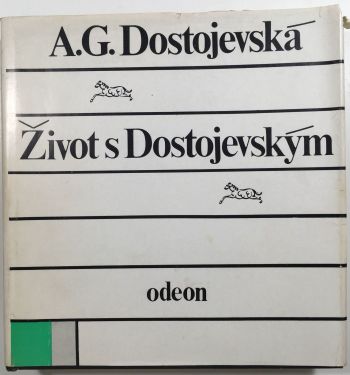 A.G. Dostojevská
Život s Dostojevským
odeon